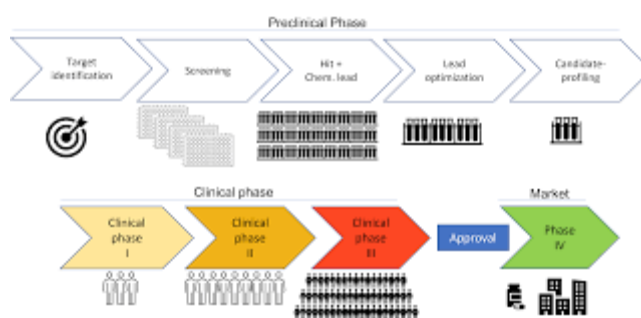 Preclinical Phase
Target
identification
Screening
Hit +
Chem. lead
Lead
optimization
Candidate-
profiling
Clinical phase
Market
Clinical
phase
I
Clinical
phase
II
Clinical
phase
III
Approval
Phase
IV